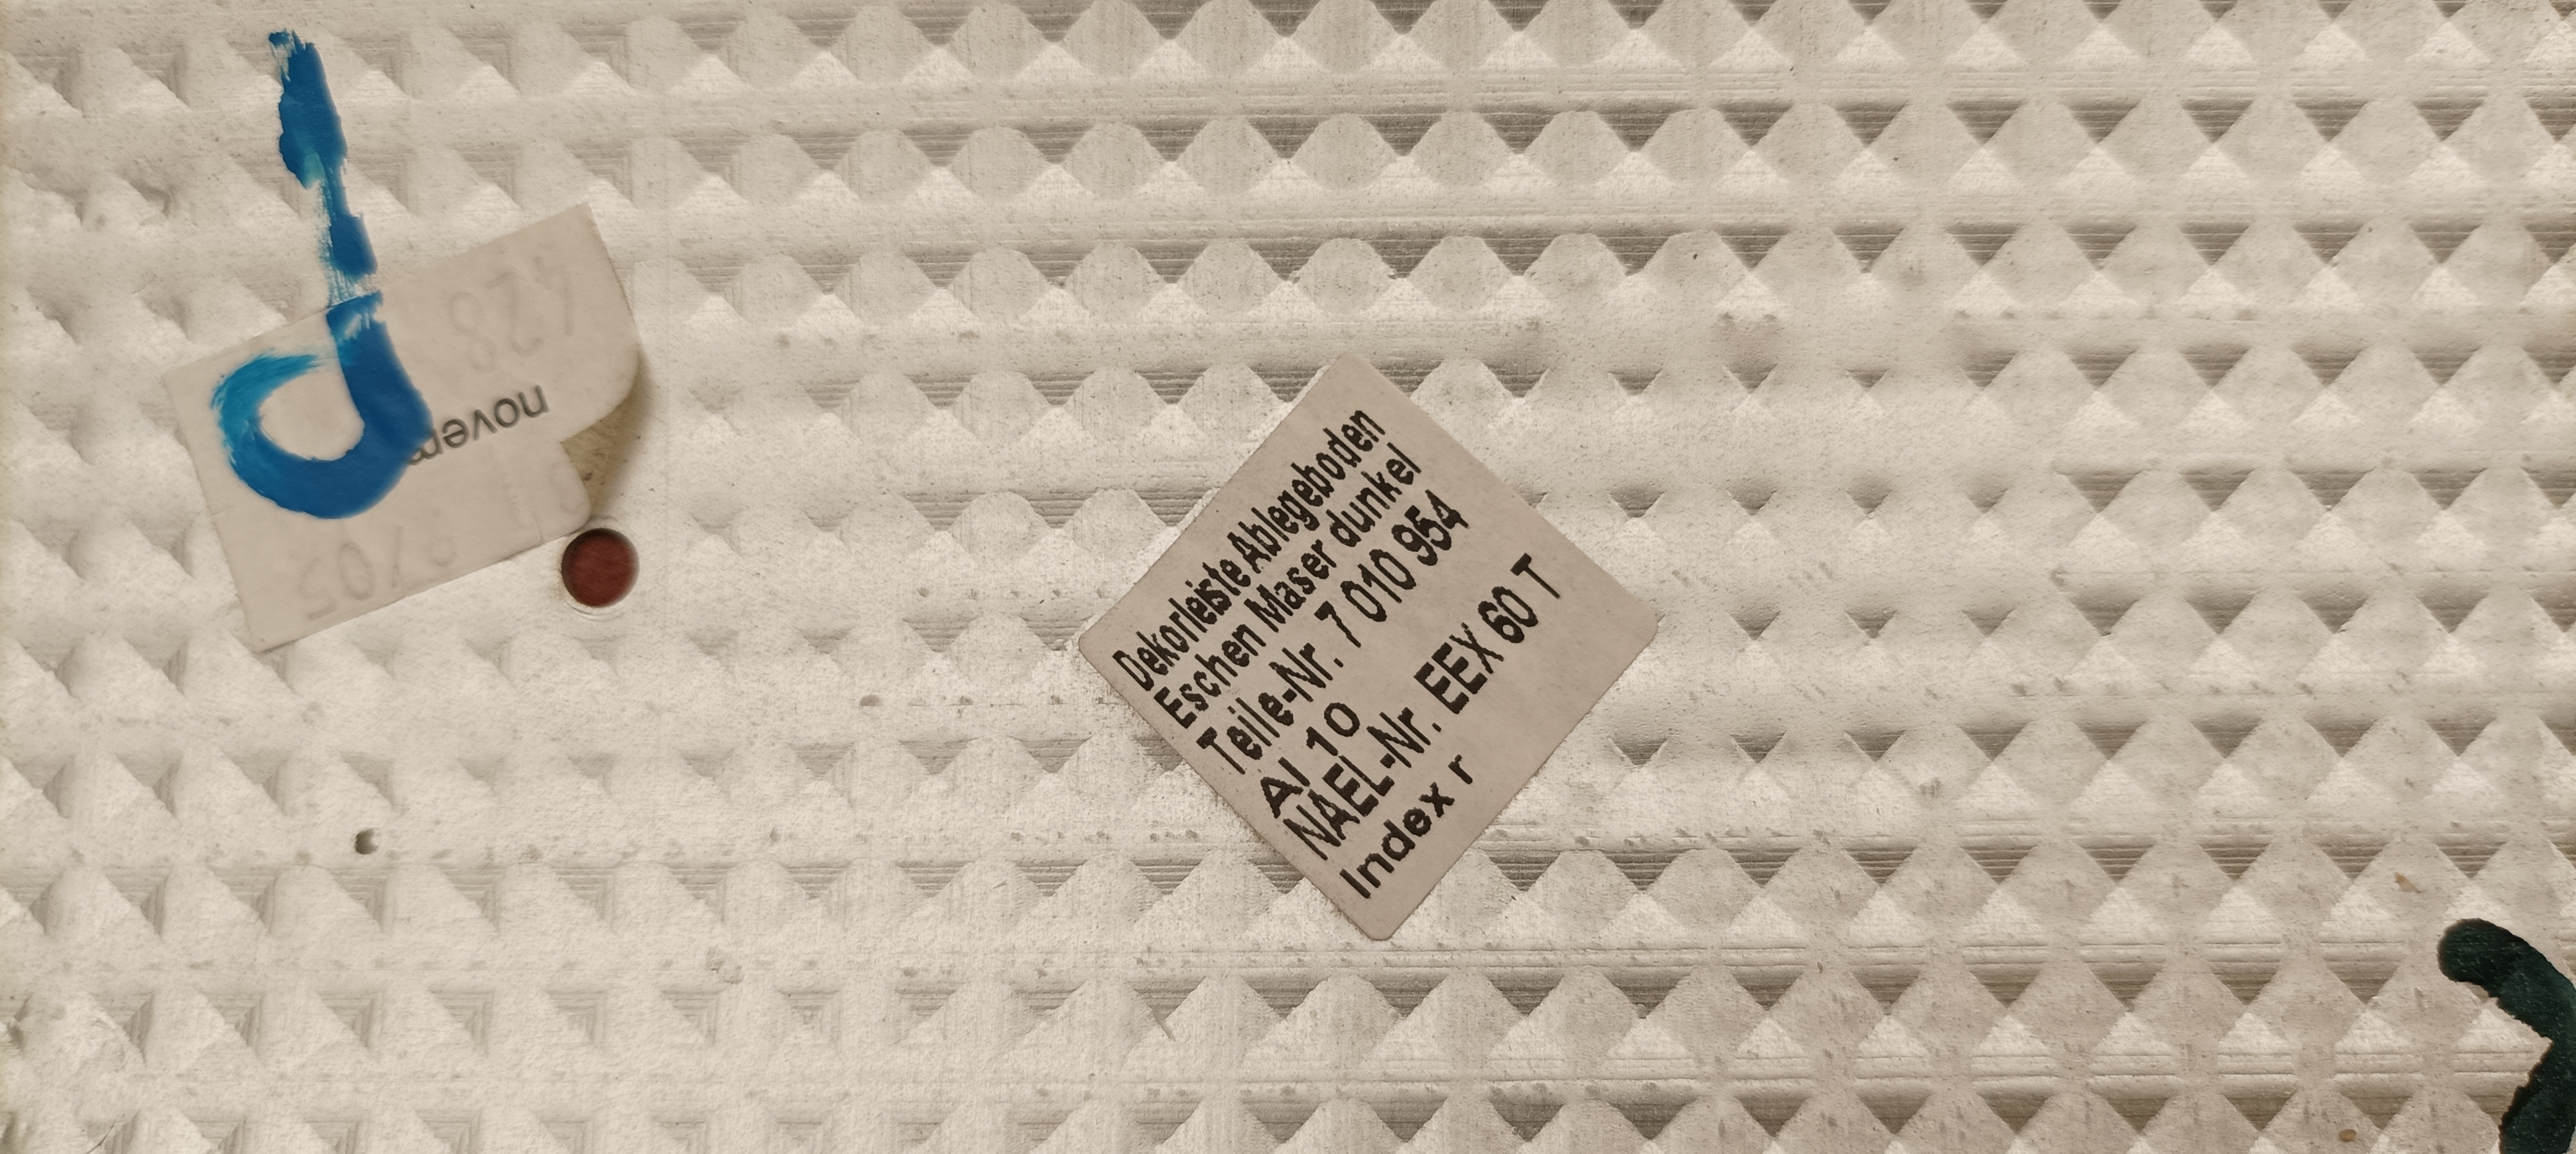 novem
Dekorleiste Ablegeboden
Eschen Maser dunkel
Teile-Nr. 7 010 954
AI 10
NAEL-Nr. EEX 60 T
Index r